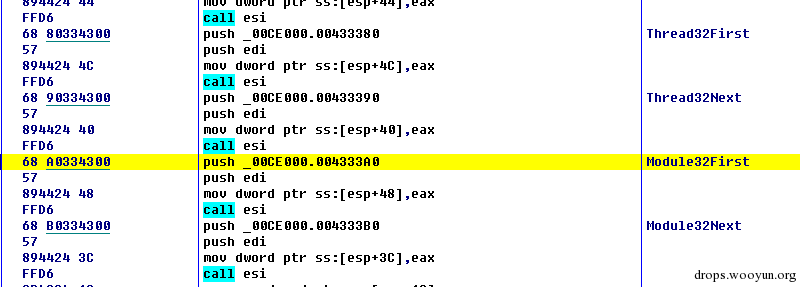 894424 44 mov dword ptr ss:[esp+44],eax
FFD6 call esi
68 80334300 push _00CE000.00433380 Thread32First
57 push edi
894424 4C mov dword ptr ss:[esp+4C],eax
FFD6 call esi
68 90334300 push _00CE000.00433390 Thread32Next
57 push edi
894424 40 mov dword ptr ss:[esp+40],eax
FFD6 call esi
68 A0334300 push _00CE000.004333A0 Module32First
57 push edi
894424 48 mov dword ptr ss:[esp+48],eax
FFD6 call esi
68 B0334300 push _00CE000.004333B0 Module32Next
57 push edi
894424 3C mov dword ptr ss:[esp+3C],eax
FFD6 call esi
drops.wooyun.org